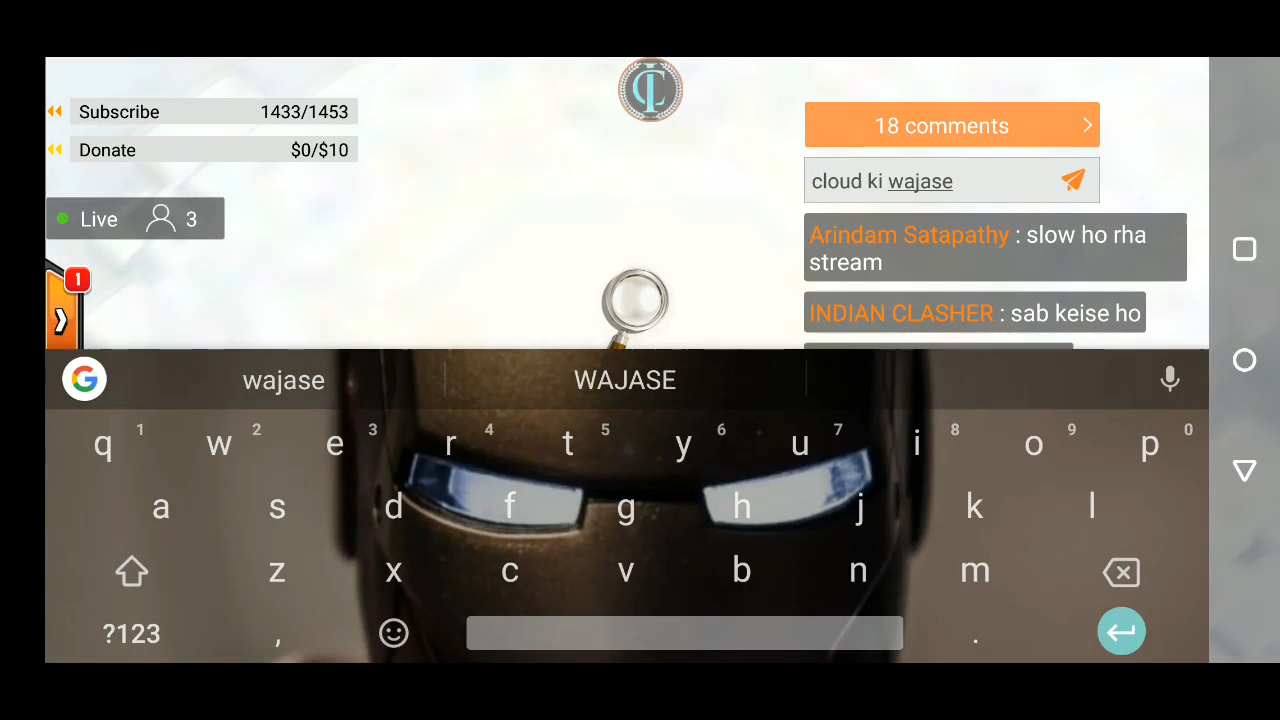 Subscribe 1433/1453
Donate $0/$10
Live 3
1
18 comments
cloud ki wajase
Arindam Satapathy : slow ho rha
stream
INDIAN CLASHER : sab keise ho
G wajase WAJASE
q 1 w 2 e 3 r 4 t 5 y 6 u 7 i 8 o 9 p 0
a s d f g h j k l
z x c v b n m
?123 , .